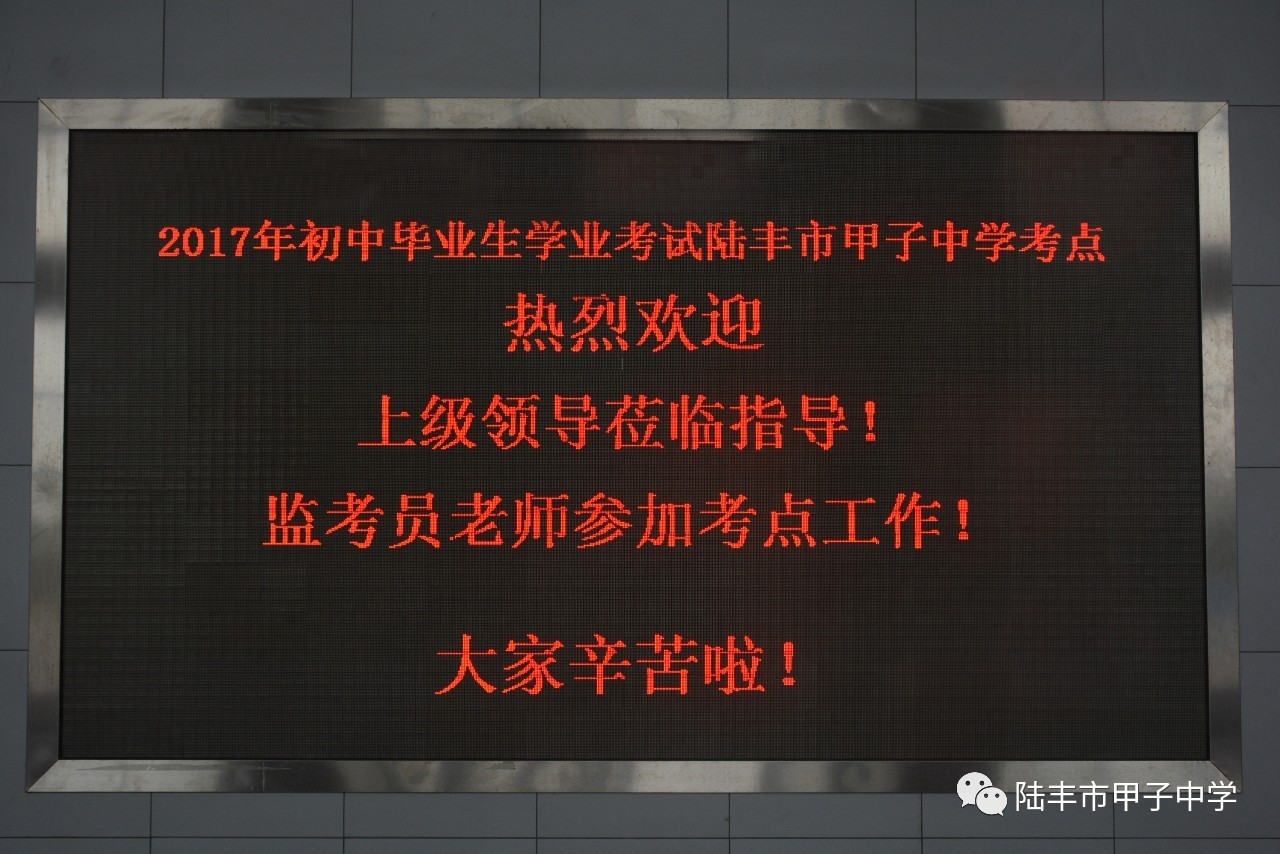 2017年初中毕业生学业考试陆丰市甲子中学考点
热烈欢迎
上级领导莅临指导！
监考员老师参加考点工作！
大家辛苦啦！
陆丰市甲子中学